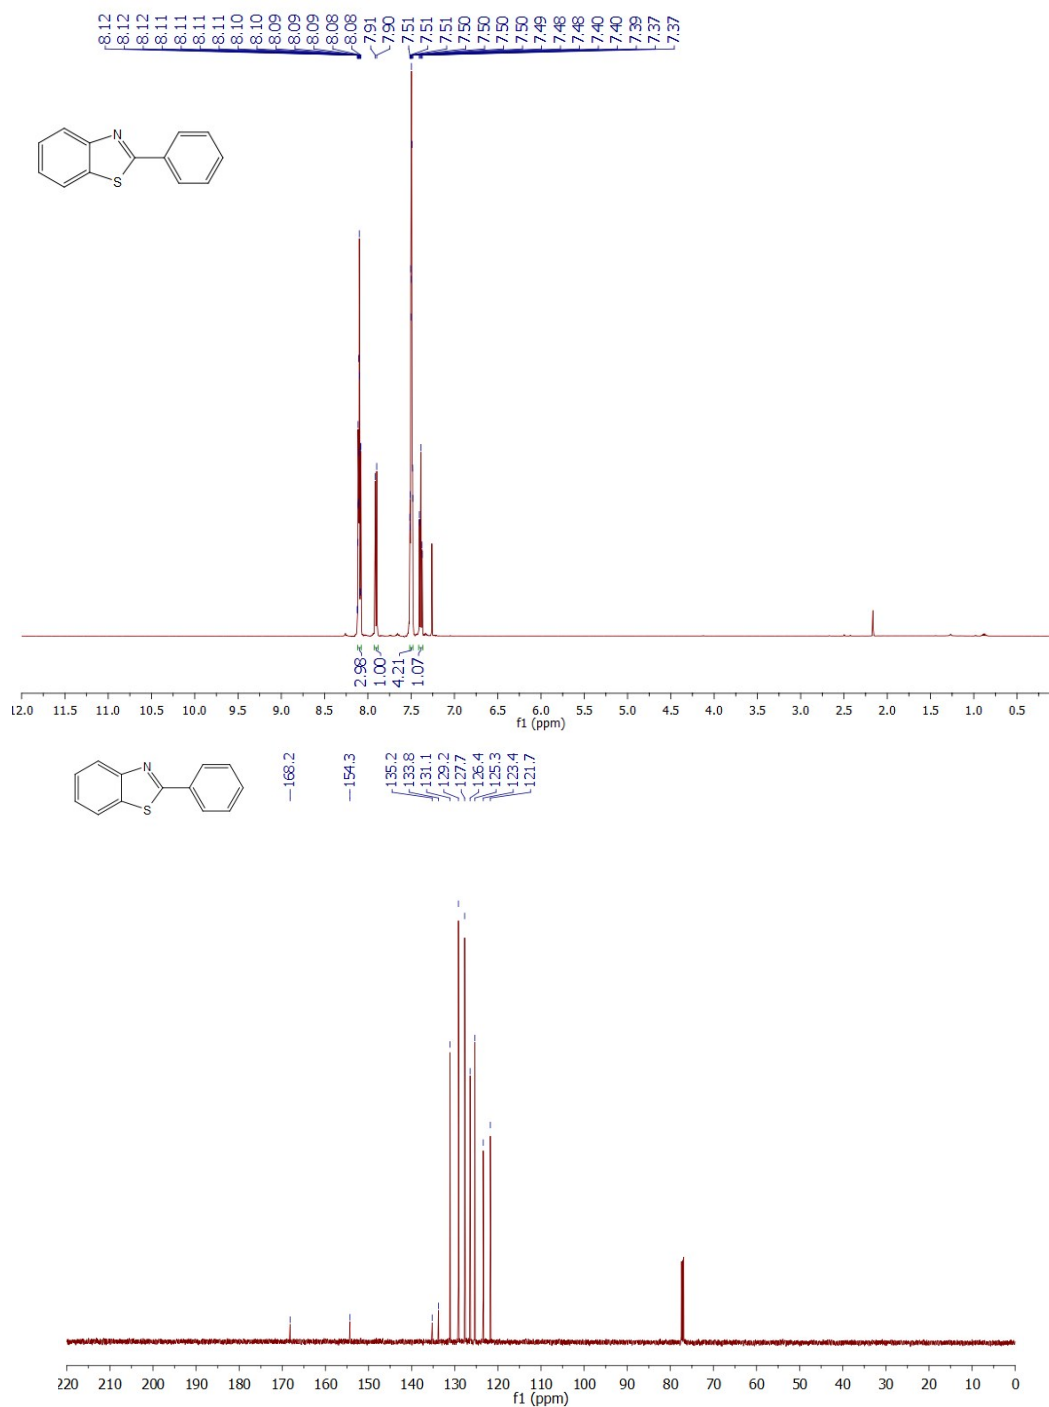 8.12 8.12 8.12 8.11 8.11 8.11 8.11 8.10 8.10 8.09 8.09 8.09 8.08 8.08 7.91 7.90 7.51 7.51 7.51 7.50 7.50 7.50 7.50 7.49 7.48 7.48 7.40 7.40 7.39 7.37 7.37
N
S
2.98 1.00 4.21 1.07
12.0 11.5 11.0 10.5 9.5 9.0 8.5 8.0 7.5 7.0 6.5 6.0 5.5 5.0 4.5 4.0 3.5 3.0 2.5 2.0 1.5 1.0 0.5
f1 (ppm)
168.2 154.3 135.2 133.8 131.1 129.2 127.7 126.4 125.3 123.4 121.7
N
S
220 210 200 190 180 170 160 150 140 130 120 110 100 90 80 70 60 50 40 30 20 10 0
f1 (ppm)